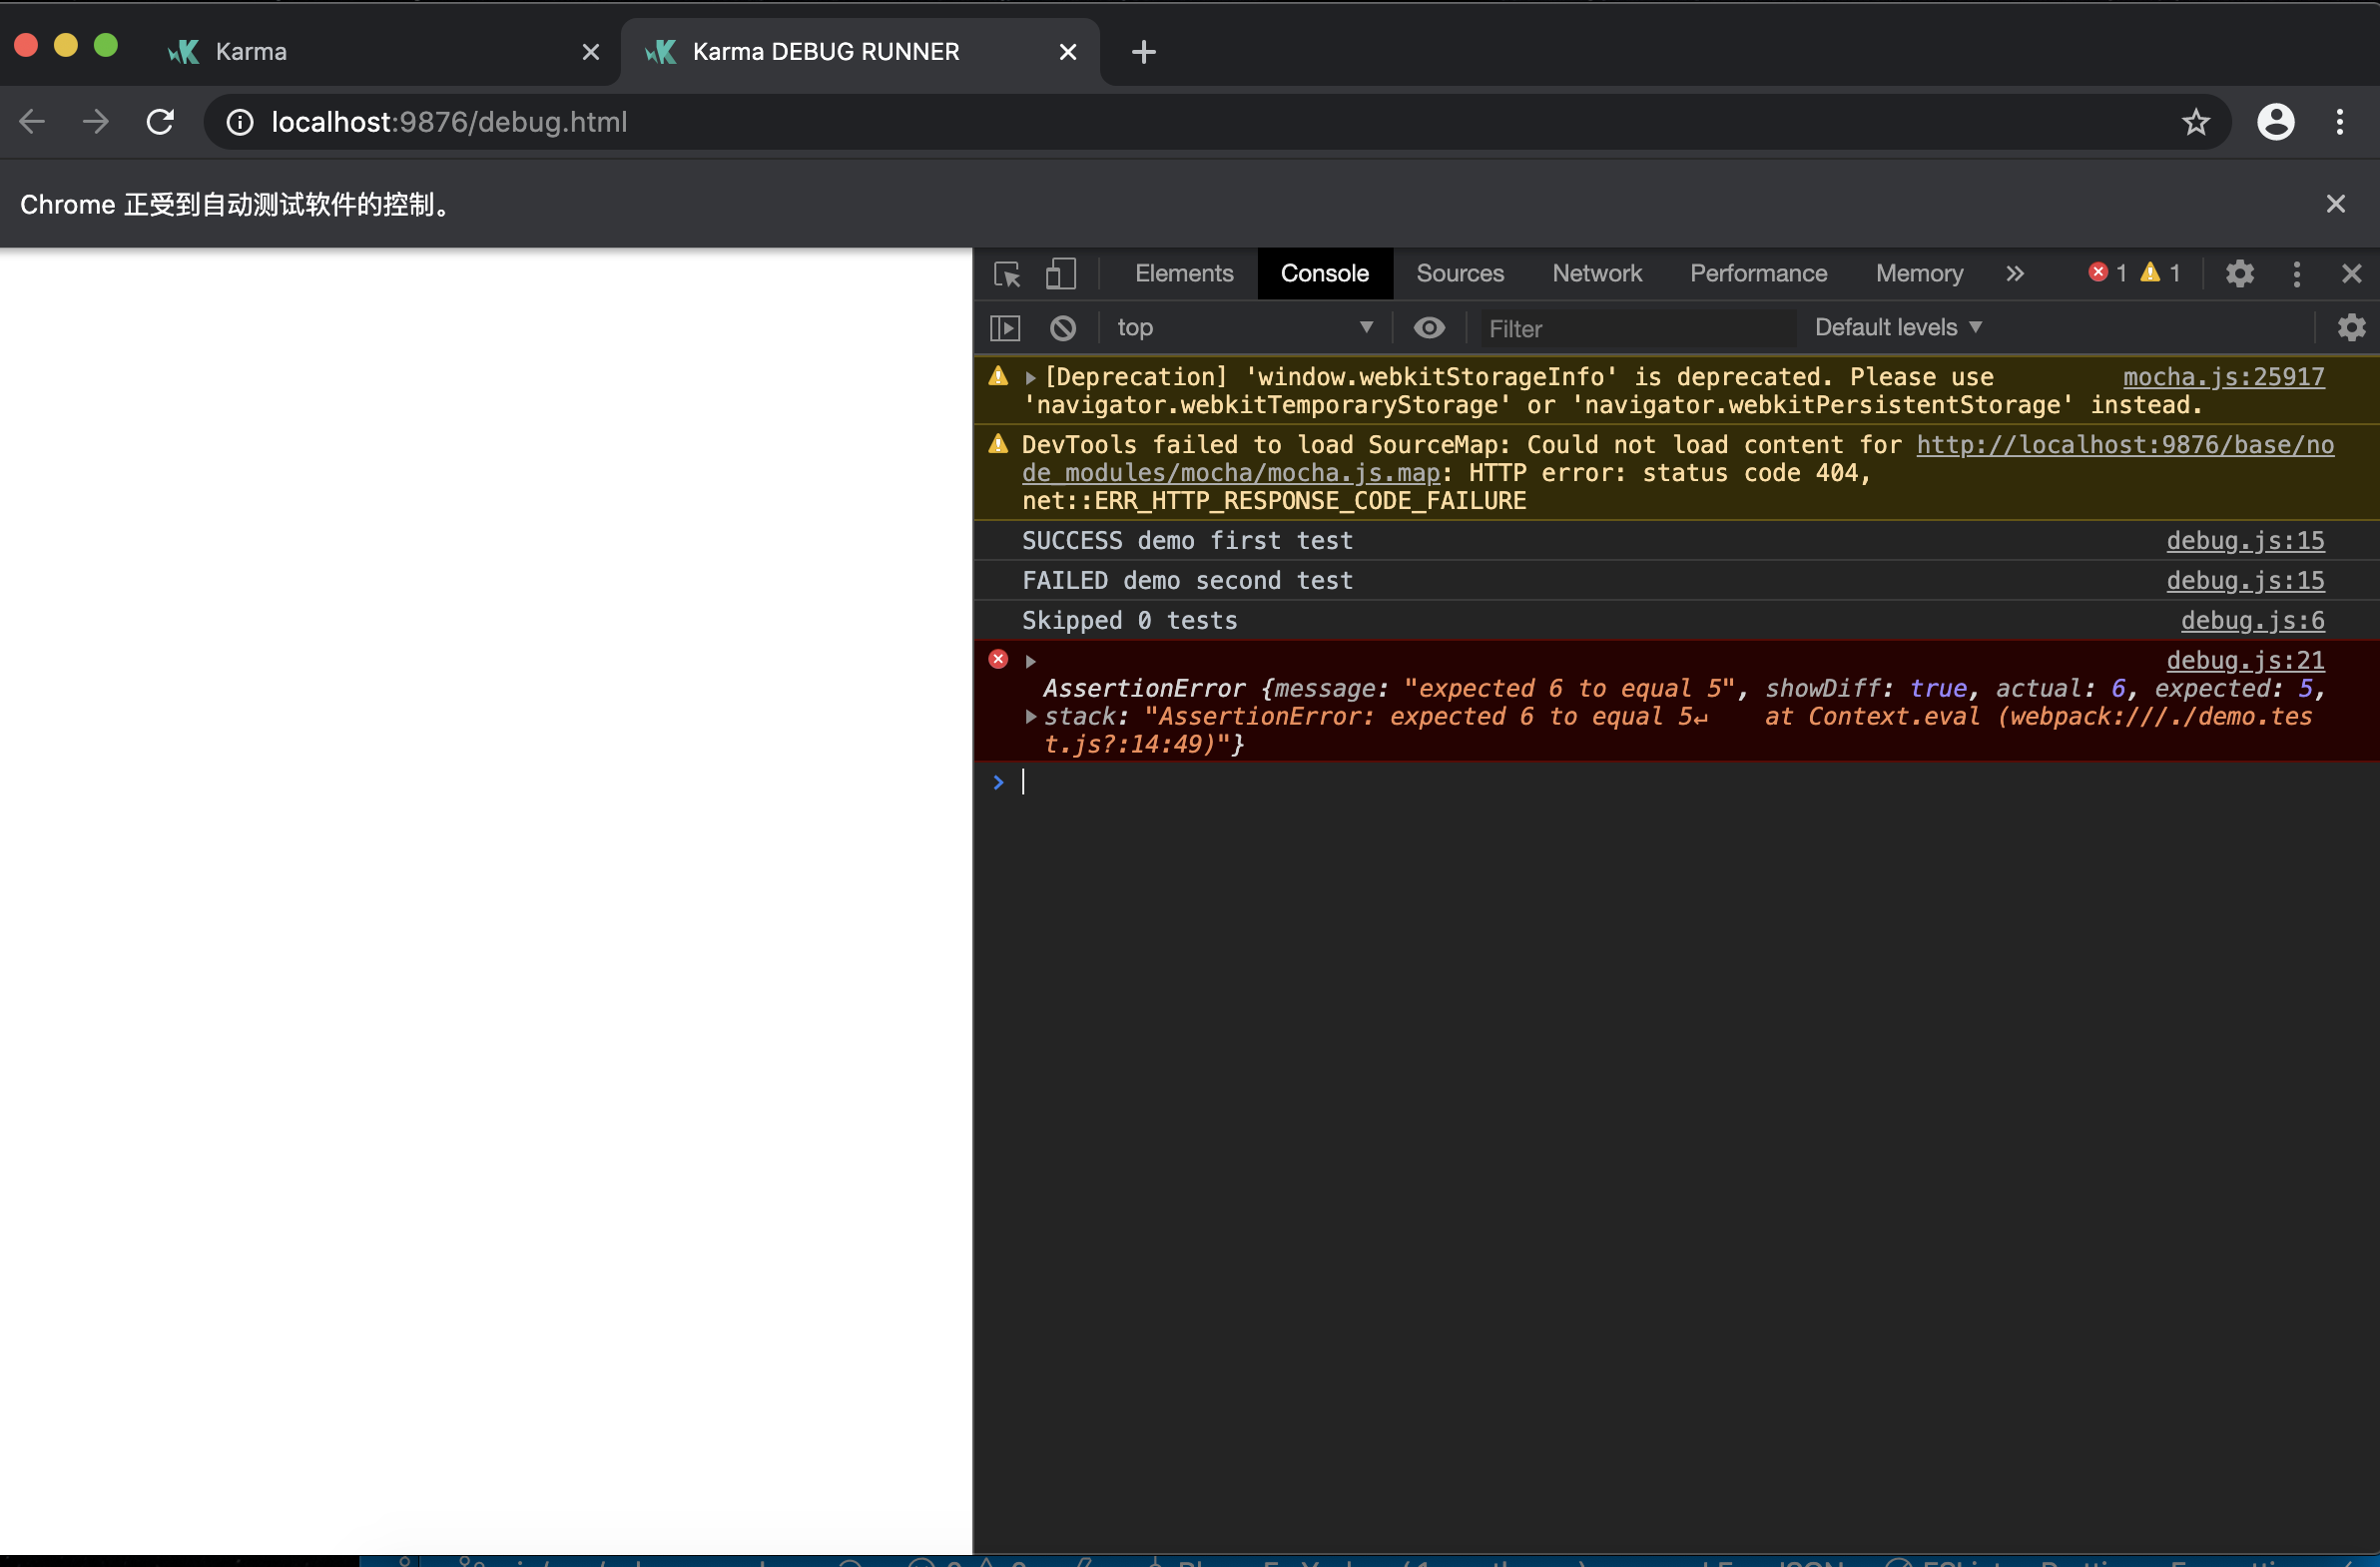 Karma
Karma DEBUG RUNNER
localhost:9876/debug.html
Chrome 正受到自动测试软件的控制。
Elements Console Sources Network Performance Memory 1 1
top Filter Default levels
[Deprecation] 'window.webkitStorageInfo' is deprecated. Please use mocha.js:25917
'navigator.webkitTemporaryStorage' or 'navigator.webkitPersistentStorage' instead.
DevTools failed to load SourceMap: Could not load content for http://localhost:9876/base/no
de_modules/mocha/mocha.js.map: HTTP error: status code 404,
net::ERR_HTTP_RESPONSE_CODE_FAILURE
SUCCESS demo first test debug.js:15
FAILED demo second test debug.js:15
Skipped 0 tests debug.js:6
debug.js:21
AssertionError {message: "expected 6 to equal 5", showDiff: true, actual: 6, expected: 5,
stack: "AssertionError: expected 6 to equal 5↵    at Context.eval (webpack:///./demo.tes
t.js?:14:49)"}